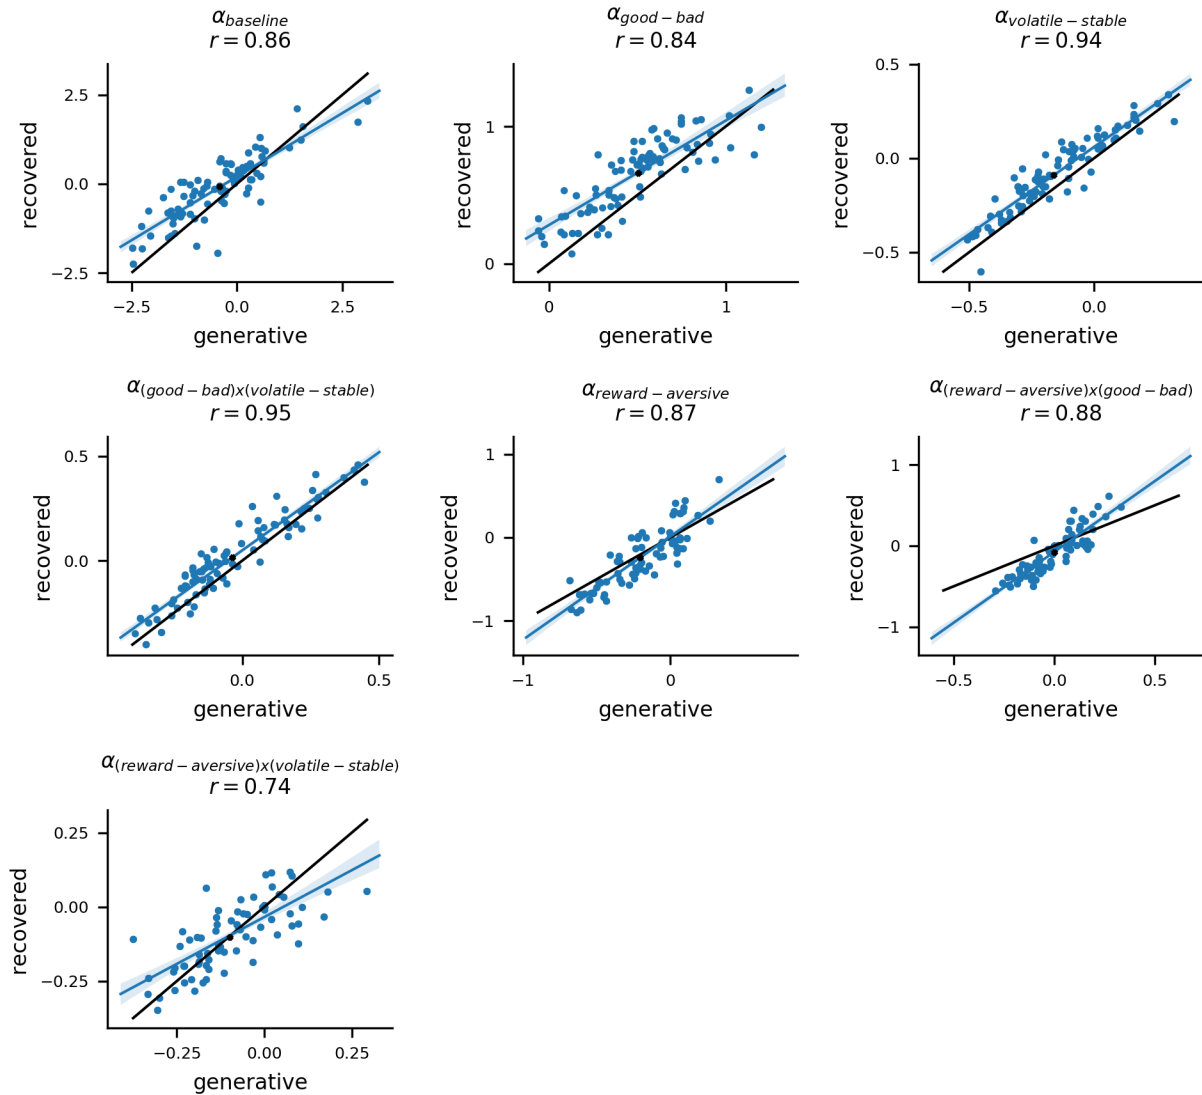 α_baseline
r = 0.86
2.5
0.0
−2.5
recovered
−2.5 0.0 2.5
generative
α_good−bad
r = 0.84
1
0
recovered
0 1
generative
α_volatile−stable
r = 0.94
0.5
0.0
−0.5
recovered
−0.5 0.0
generative
α_(good−bad)x(volatile−stable)
r = 0.95
0.5
0.0
recovered
0.0 0.5
generative
α_reward−aversive
r = 0.87
1
0
−1
recovered
−1 0
generative
α_(reward−aversive)x(good−bad)
r = 0.88
1
0
−1
recovered
−0.5 0.0 0.5
generative
α_(reward−aversive)x(volatile−stable)
r = 0.74
0.25
0.00
−0.25
recovered
−0.25 0.00 0.25
generative